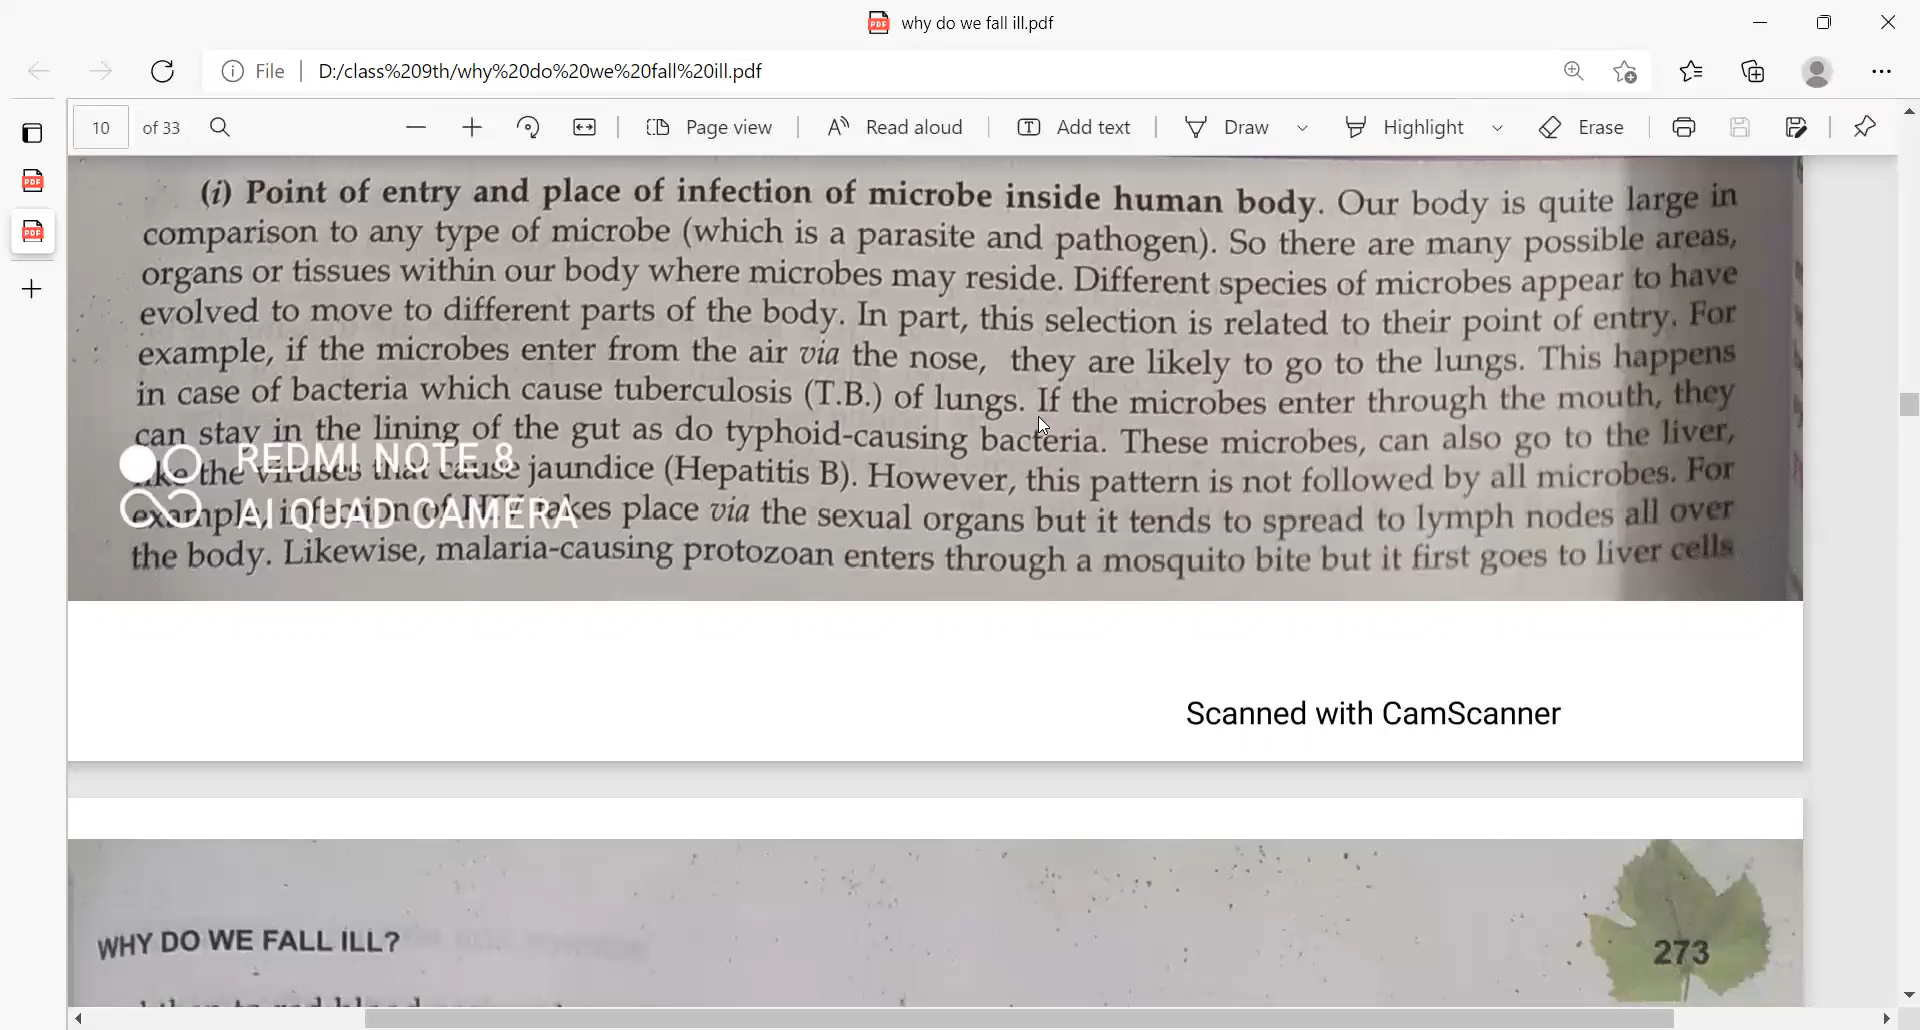 why do we fall ill.pdf
File D:/class%209th/why%20do%20we%20fall%20ill.pdf
10 of 33 Page view Read aloud Add text Draw Highlight Erase
(i) Point of entry and place of infection of microbe inside human body. Our body is quite large in
comparison to any type of microbe (which is a parasite and pathogen). So there are many possible areas,
organs or tissues within our body where microbes may reside. Different species of microbes appear to have
evolved to move to different parts of the body. In part, this selection is related to their point of entry. For
example, if the microbes enter from the air via the nose, they are likely to go to the lungs. This happens
in case of bacteria which cause tuberculosis (T.B.) of lungs. If the microbes enter through the mouth, they
can stay in the lining of the gut as do typhoid-causing bacteria. These microbes, can also go to the liver,
like the viruses that cause jaundice (Hepatitis B). However, this pattern is not followed by all microbes. For
example, infection of takes place via the sexual organs but it tends to spread to lymph nodes all over
the body. Likewise, malaria-causing protozoan enters through a mosquito bite but it first goes to liver cells
REDMI NOTE 8
AI QUAD CAMERA
Scanned with CamScanner
WHY DO WE FALL ILL?
273